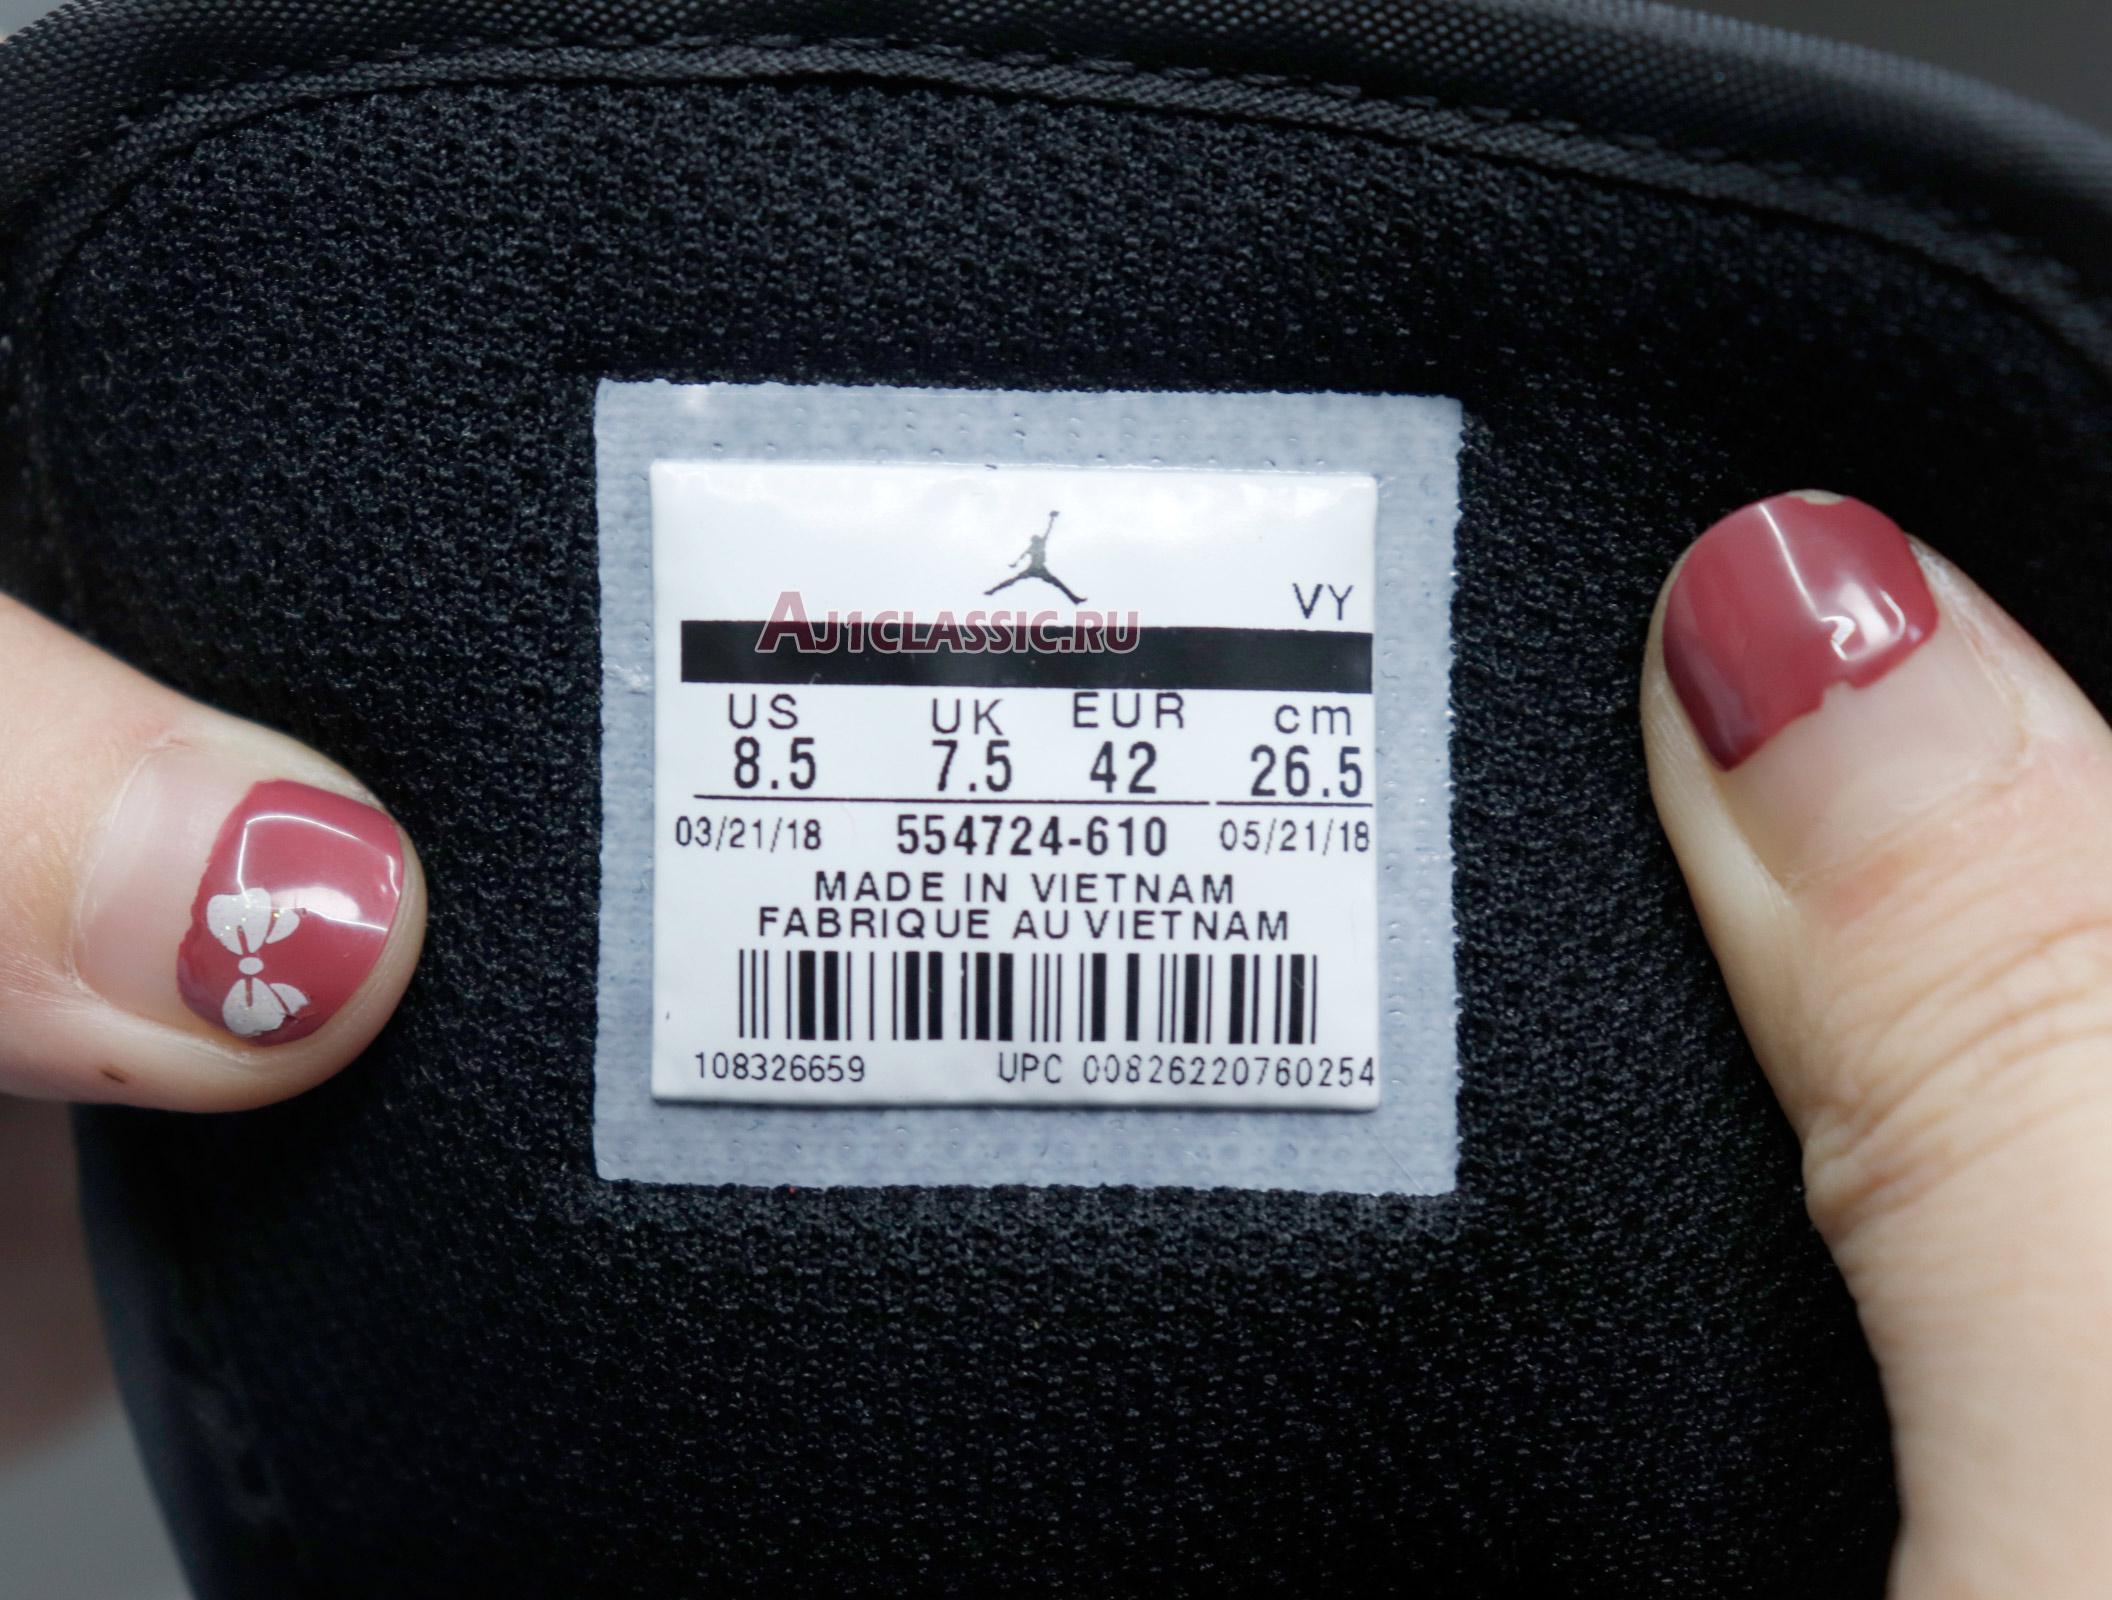 VY
AJ1CLASSIC.RU
US UK EUR cm
8.5 7.5 42 26.5
03/21/18 554724-610 05/21/18
MADE IN VIETNAM
FABRIQUE AU VIETNAM
108326659 UPC 00826220760254